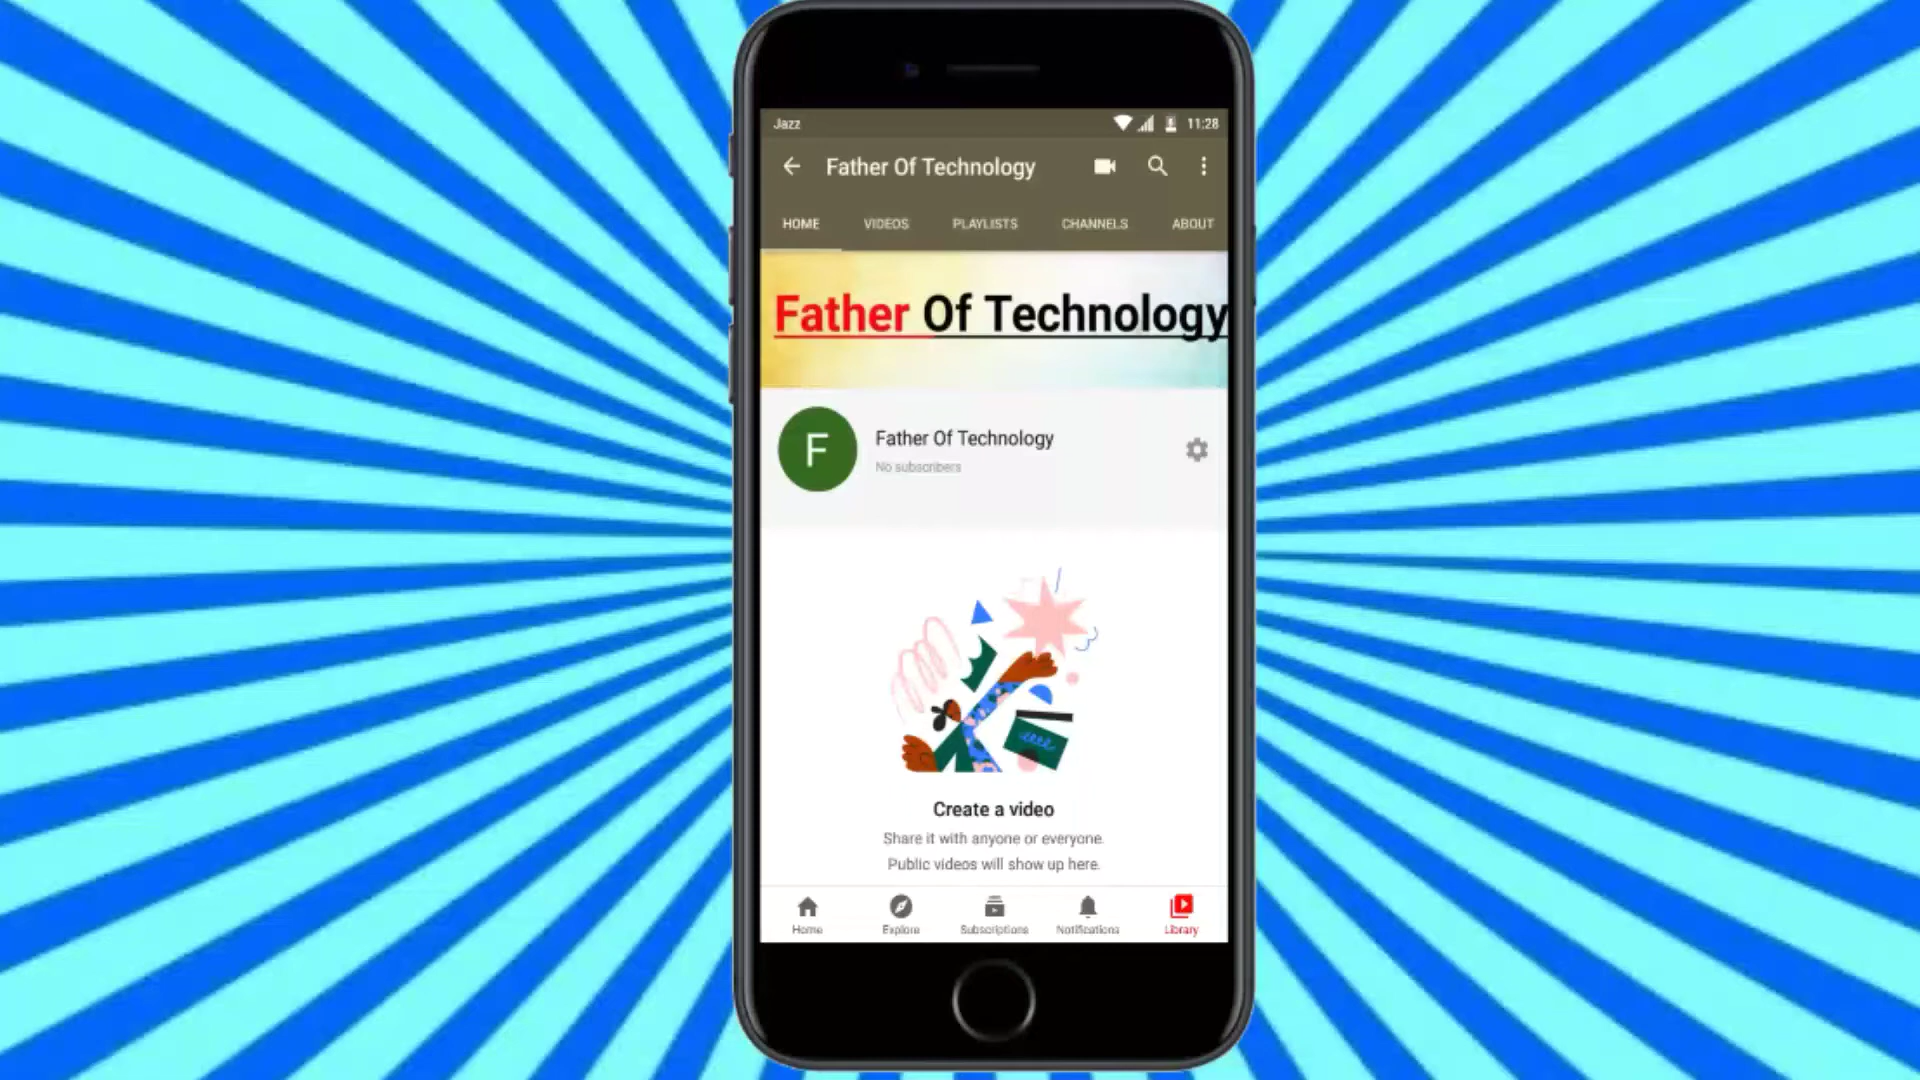 Jazz 11:28
Father Of Technology
HOME VIDEOS PLAYLISTS CHANNELS ABOUT
Father Of Technology
F
Father Of Technology
No subscribers
Create a video
Share it with anyone or everyone.
Public videos will show up here.
Home Explore Subscriptions Notifications Library